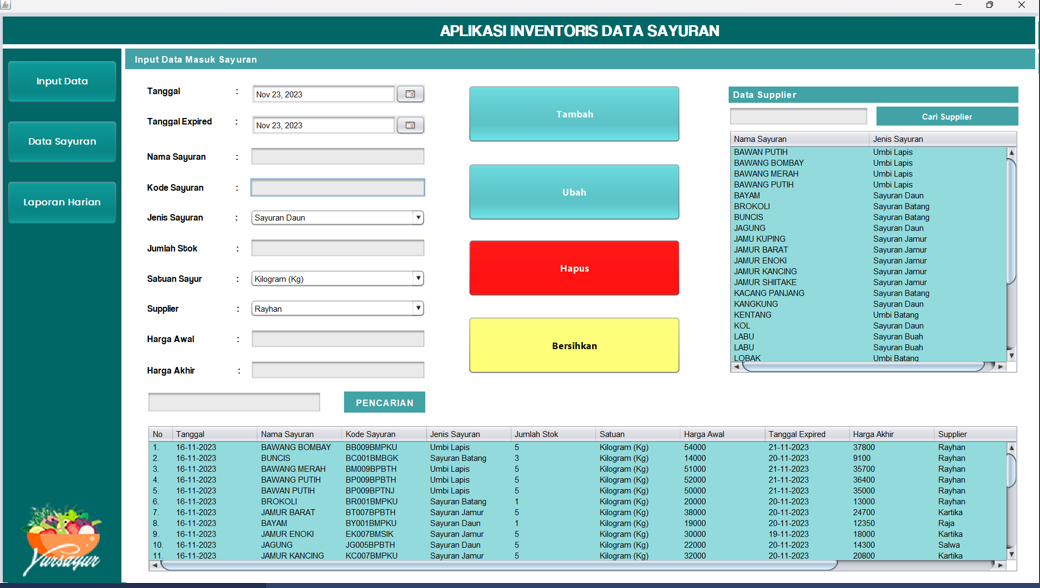 APLIKASI INVENTORIS DATA SAYURAN
Input Data
Data Sayuran
Laporan Harian
Yursayur
Input Data Masuk Sayuran
Tanggal : Nov 23, 2023
Tanggal Expired : Nov 23, 2023
Nama Sayuran :
Kode Sayuran :
Jenis Sayuran : Sayuran Daun
Jumlah Stok :
Satuan Sayur : Kilogram (Kg)
Supplier : Rayhan
Harga Awal :
Harga Akhir :
PENCARIAN
Tambah
Ubah
Hapus
Bersihkan
Data Supplier
Cari Supplier
Nama Sayuran Jenis Sayuran
BAWAN PUTIH Umbi Lapis
BAWANG BOMBAY Umbi Lapis
BAWANG MERAH Umbi Lapis
BAWANG PUTIH Umbi Lapis
BAYAM Sayuran Daun
BROKOLI Sayuran Batang
BUNCIS Sayuran Batang
JAGUNG Sayuran Daun
JAMU KUPING Sayuran Jamur
JAMUR BARAT Sayuran Jamur
JAMUR ENOKI Sayuran Jamur
JAMUR KANCING Sayuran Jamur
JAMUR SHIITAKE Sayuran Jamur
KACANG PANJANG Sayuran Batang
KANGKUNG Sayuran Daun
KENTANG Umbi Batang
KOL Sayuran Daun
LABU Sayuran Buah
LABU Sayuran Buah
LOBAK Umbi Batang
No Tanggal Nama Sayuran Kode Sayuran Jenis Sayuran Jumlah Stok Satuan Harga Awal Tanggal Expired Harga Akhir Supplier
1. 16-11-2023 BAWANG BOMBAY BB009BMPKU Umbi Lapis 5 Kilogram (Kg) 54000 21-11-2023 37800 Rayhan
2. 16-11-2023 BUNCIS BC001BMBGK Sayuran Batang 3 Kilogram (Kg) 14000 20-11-2023 9100 Rayhan
3. 16-11-2023 BAWANG MERAH BM009BPBTH Umbi Lapis 5 Kilogram (Kg) 51000 21-11-2023 35700 Rayhan
4. 16-11-2023 BAWANG PUTIH BP009BPBTH Umbi Lapis 5 Kilogram (Kg) 52000 21-11-2023 36400 Rayhan
5. 16-11-2023 BAWAN PUTIH BP009BPTNJ Umbi Lapis 5 Kilogram (Kg) 50000 21-11-2023 35000 Rayhan
6. 16-11-2023 BROKOLI BR001BMPKU Sayuran Batang 1 Kilogram (Kg) 20000 20-11-2023 13000 Rayhan
7. 16-11-2023 JAMUR BARAT BT007BPBTH Sayuran Jamur 5 Kilogram (Kg) 38000 20-11-2023 24700 Kartika
8. 16-11-2023 BAYAM BY001BMPKU Sayuran Daun 5 Kilogram (Kg) 19000 20-11-2023 12350 Raja
9. 16-11-2023 JAMUR ENOKI EK007BMSIK Sayuran Jamur 5 Kilogram (Kg) 30000 19-11-2023 18000 Kartika
10. 16-11-2023 JAGUNG JG005BPBTH Sayuran Daun 5 Kilogram (Kg) 22000 20-11-2023 14300 Salwa
11. 16-11-2023 JAMUR KANCING KC007BMPKU Sayuran Jamur 5 Kilogram (Kg) 32000 20-11-2023 20800 Kartika